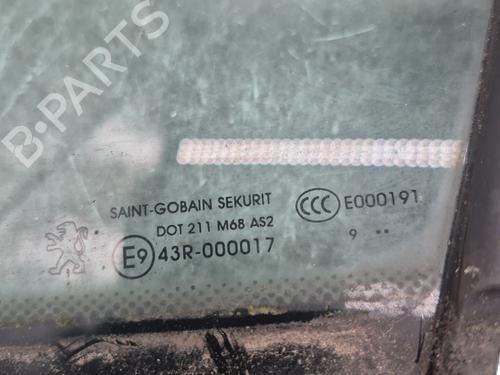 B-PARTS
SAINT-GOBAIN SEKURIT
DOT 211 M68 AS2
E9 43R-000017
CCC E000191
9 ..